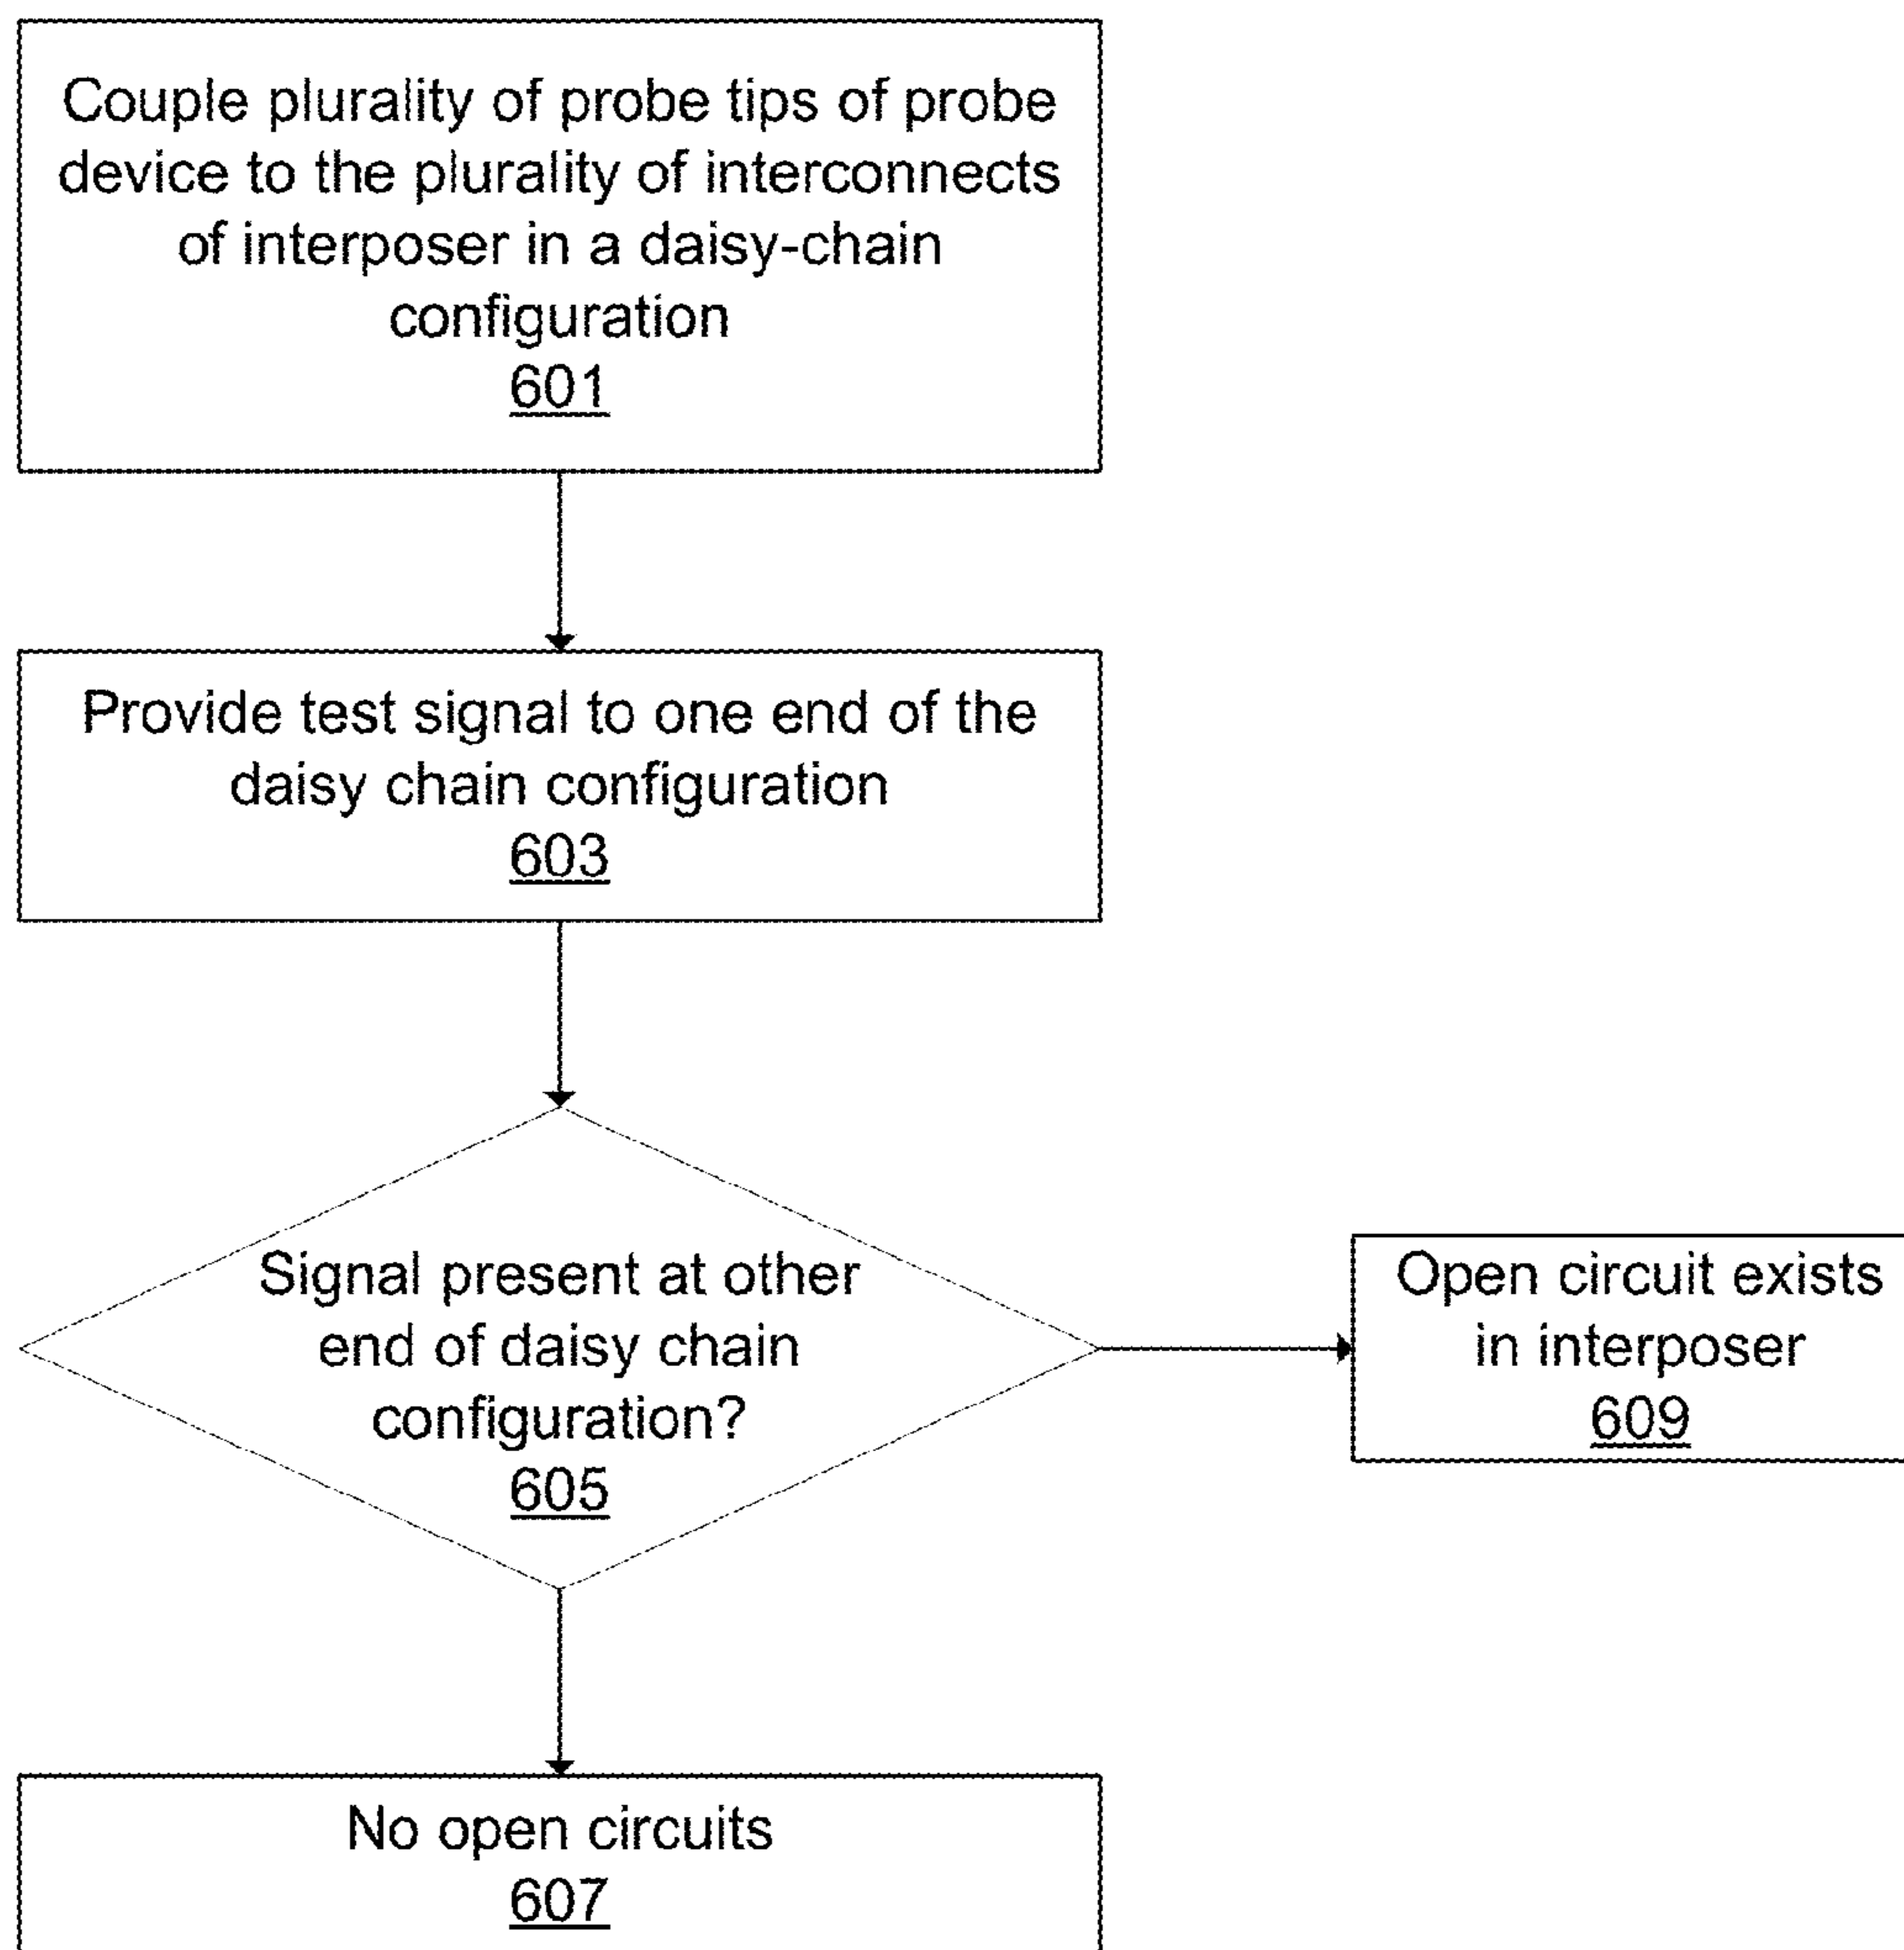 Couple plurality of probe tips of probe
device to the plurality of interconnects
of interposer in a daisy-chain
configuration
601
Provide test signal to one end of the
daisy chain configuration
603
Signal present at other
end of daisy chain
configuration?
605
Open circuit exists
in interposer
609
No open circuits
607